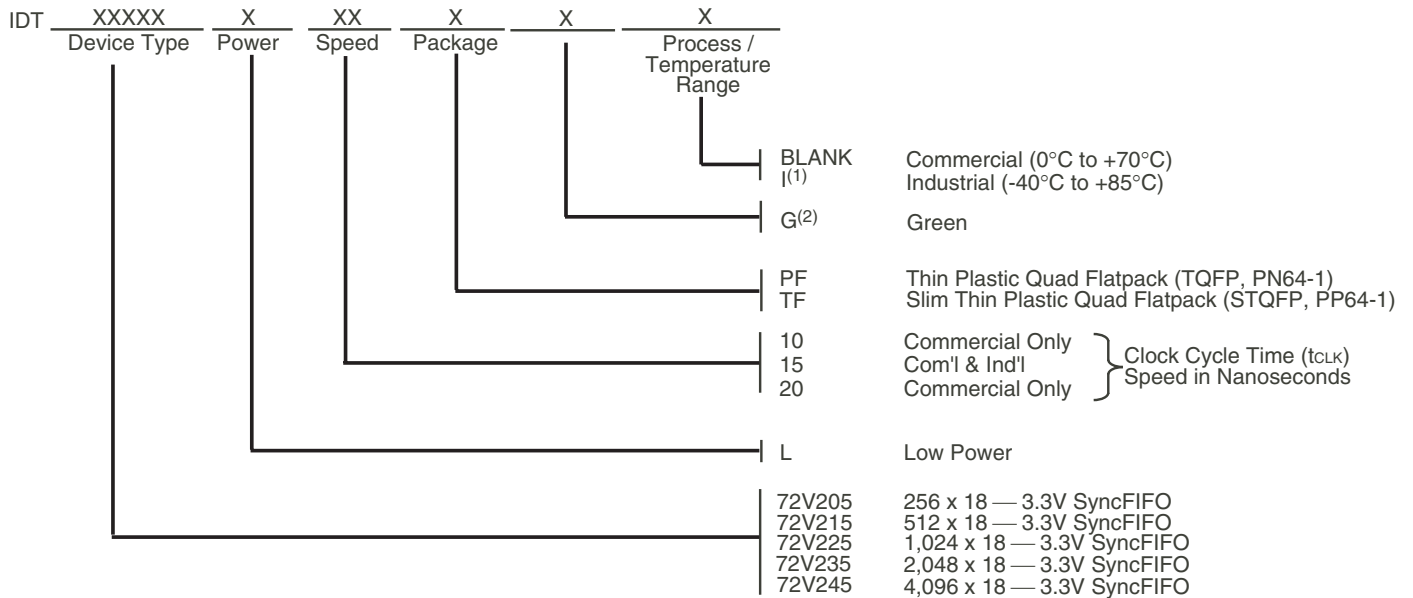 IDT XXXXX X XX X X X
Device Type Power Speed Package Process /
Temperature
Range
BLANK Commercial (0°C to +70°C)
I(1) Industrial (-40°C to +85°C)
G(2) Green
PF Thin Plastic Quad Flatpack (TQFP, PN64-1)
TF Slim Thin Plastic Quad Flatpack (STQFP, PP64-1)
10 Commercial Only
15 Com'l & Ind'l
20 Commercial Only
Clock Cycle Time (tCLK)
Speed in Nanoseconds
L Low Power
72V205 256 x 18 — 3.3V SyncFIFO
72V215 512 x 18 — 3.3V SyncFIFO
72V225 1,024 x 18 — 3.3V SyncFIFO
72V235 2,048 x 18 — 3.3V SyncFIFO
72V245 4,096 x 18 — 3.3V SyncFIFO